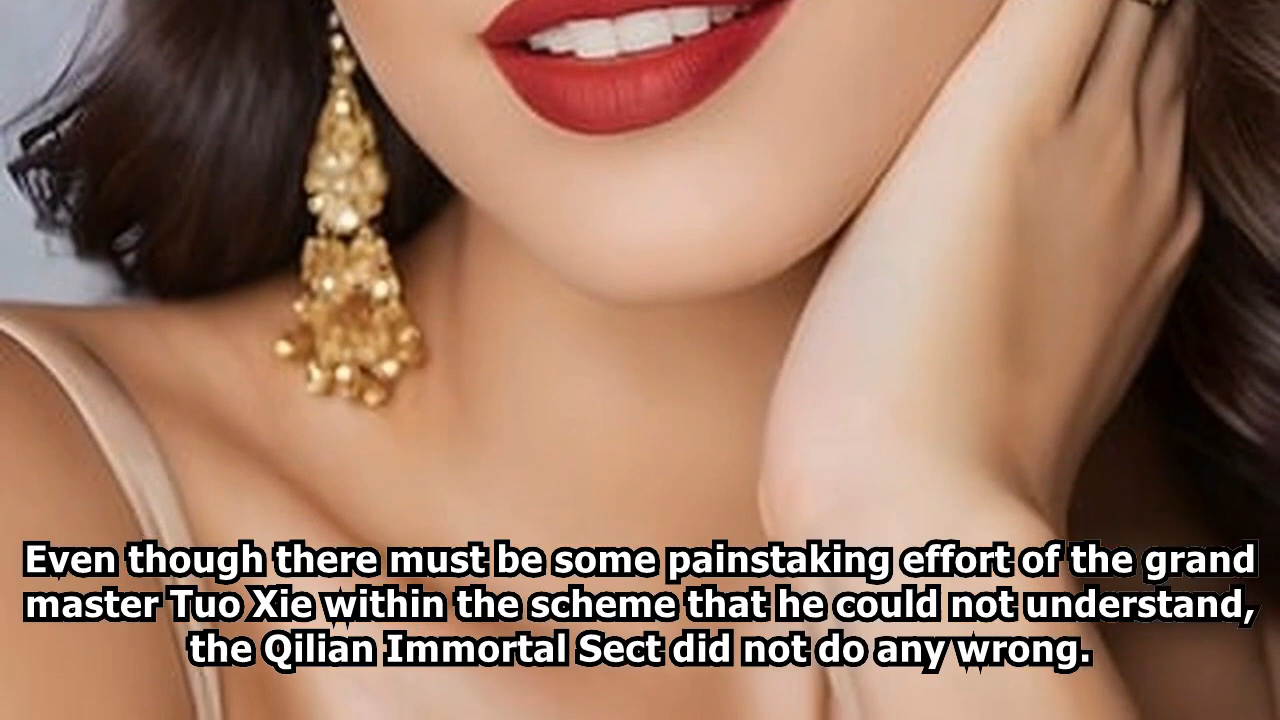 Even though there must be some painstaking effort of the grand
master Tuo Xie within the scheme that he could not understand,
the Qilian Immortal Sect did not do any wrong.